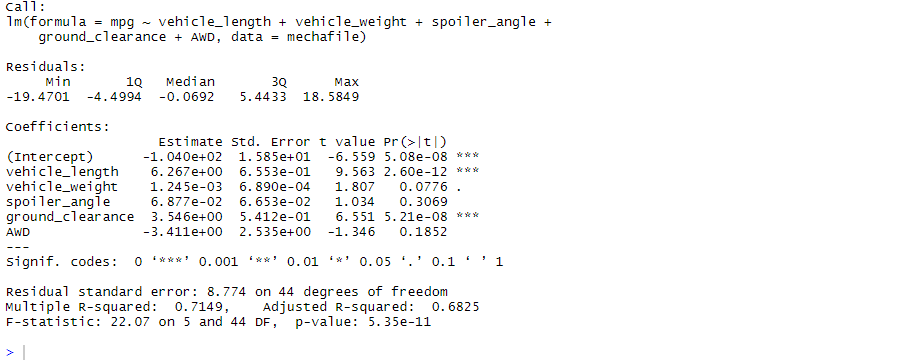 Call:
lm(formula = mpg ~ vehicle_length + vehicle_weight + spoiler_angle +
    ground_clearance + AWD, data = mechafile)

Residuals:
     Min       1Q   Median       3Q      Max
-19.4701  -4.4994  -0.0692   5.4433  18.5849

Coefficients:
                   Estimate Std. Error t value Pr(>|t|)
(Intercept)      -1.040e+02  1.585e+01  -6.559 5.08e-08 ***
vehicle_length    6.267e+00  6.553e-01   9.563 2.60e-12 ***
vehicle_weight    1.245e-03  6.890e-04   1.807   0.0776 .
spoiler_angle     6.877e-02  6.653e-02   1.034   0.3069
ground_clearance  3.546e+00  5.412e-01   6.551 5.21e-08 ***
AWD              -3.411e+00  2.535e+00  -1.346   0.1852
---
Signif. codes:  0 ‘***’ 0.001 ‘**’ 0.01 ‘*’ 0.05 ‘.’ 0.1 ‘ ’ 1

Residual standard error: 8.774 on 44 degrees of freedom
Multiple R-squared:  0.7149,    Adjusted R-squared:  0.6825
F-statistic: 22.07 on 5 and 44 DF,  p-value: 5.35e-11

>